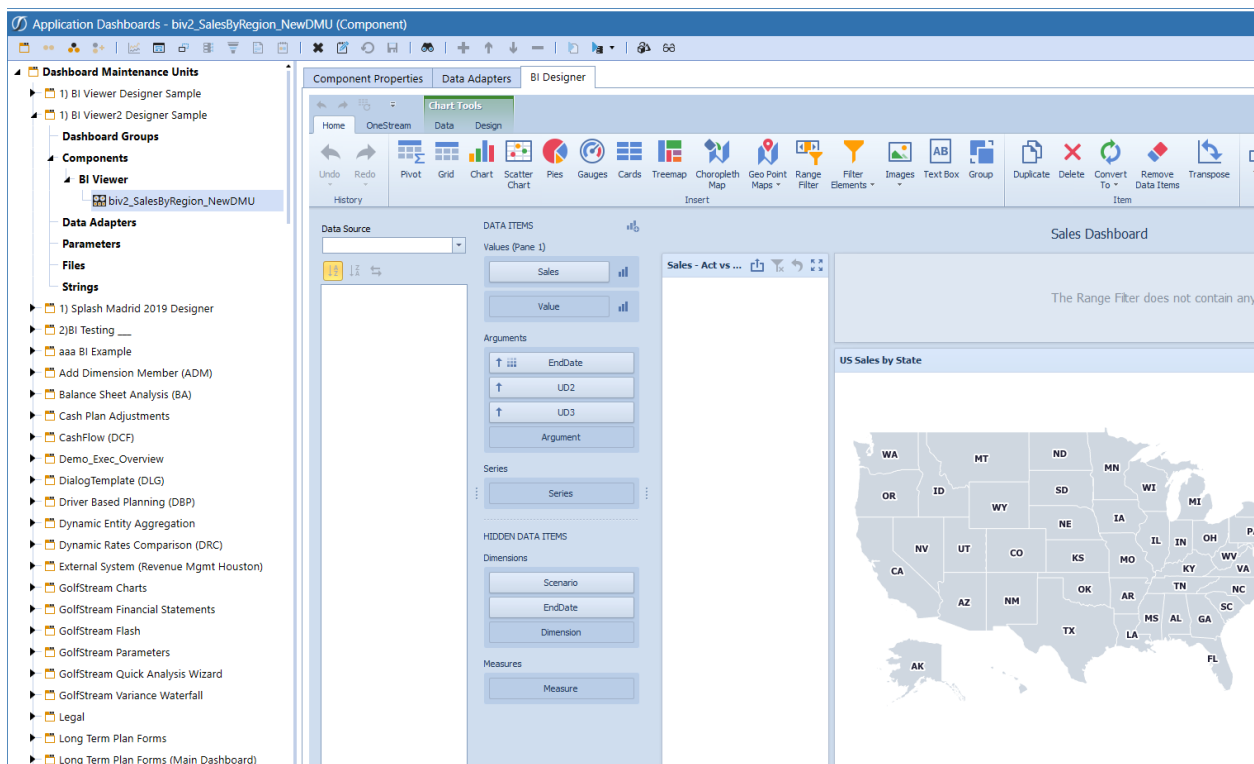 Application Dashboards - biv2_SalesByRegion_NewDMU (Component)
Dashboard Maintenance Units
1) BI Viewer Designer Sample
1) BI Viewer2 Designer Sample
Dashboard Groups
Components
BI Viewer
biv2_SalesByRegion_NewDMU
Data Adapters
Parameters
Files
Strings
1) Splash Madrid 2019 Designer
2)BI Testing ___
aaa BI Example
Add Dimension Member (ADM)
Balance Sheet Analysis (BA)
Cash Plan Adjustments
CashFlow (DCF)
Demo_Exec_Overview
DialogTemplate (DLG)
Driver Based Planning (DBP)
Dynamic Entity Aggregation
Dynamic Rates Comparison (DRC)
External System (Revenue Mgmt Houston)
GolfStream Charts
GolfStream Financial Statements
GolfStream Flash
GolfStream Parameters
GolfStream Quick Analysis Wizard
GolfStream Variance Waterfall
Legal
Long Term Plan Forms
Long Term Plan Forms (Main Dashboard)
Component Properties Data Adapters BI Designer
Chart Tools
Home OneStream Data Design
Undo Redo Pivot Grid Chart Scatter Chart Pies Gauges Cards Treemap Choropleth Map Geo Point Maps Range Filter Filter Elements Images AB Text Box Group Duplicate Delete Convert To Remove Data Items Transpose
History Insert Item
Data Source
DATA ITEMS
Values (Pane 1)
Sales
Value
Arguments
EndDate
UD2
UD3
Argument
Series
Series
HIDDEN DATA ITEMS
Dimensions
Scenario
EndDate
Dimension
Measures
Measure
Sales Dashboard
Sales - Act vs ...
The Range Filter does not contain any
US Sales by State
WA MT ND MN
OR ID SD WI MI
WY NE IA
NV UT CO IL IN OH
CA KS MO KY WV VA
AZ NM OK AR TN NC
MS AL GA SC
TX LA
AK FL